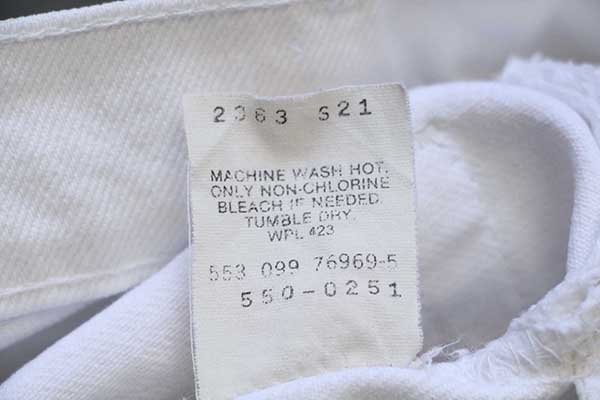 2363 S21
MACHINE WASH HOT,
ONLY NON-CHLORINE
BLEACH IF NEEDED.
TUMBLE DRY.
WPL 423
553 099 76969-5
550-0251